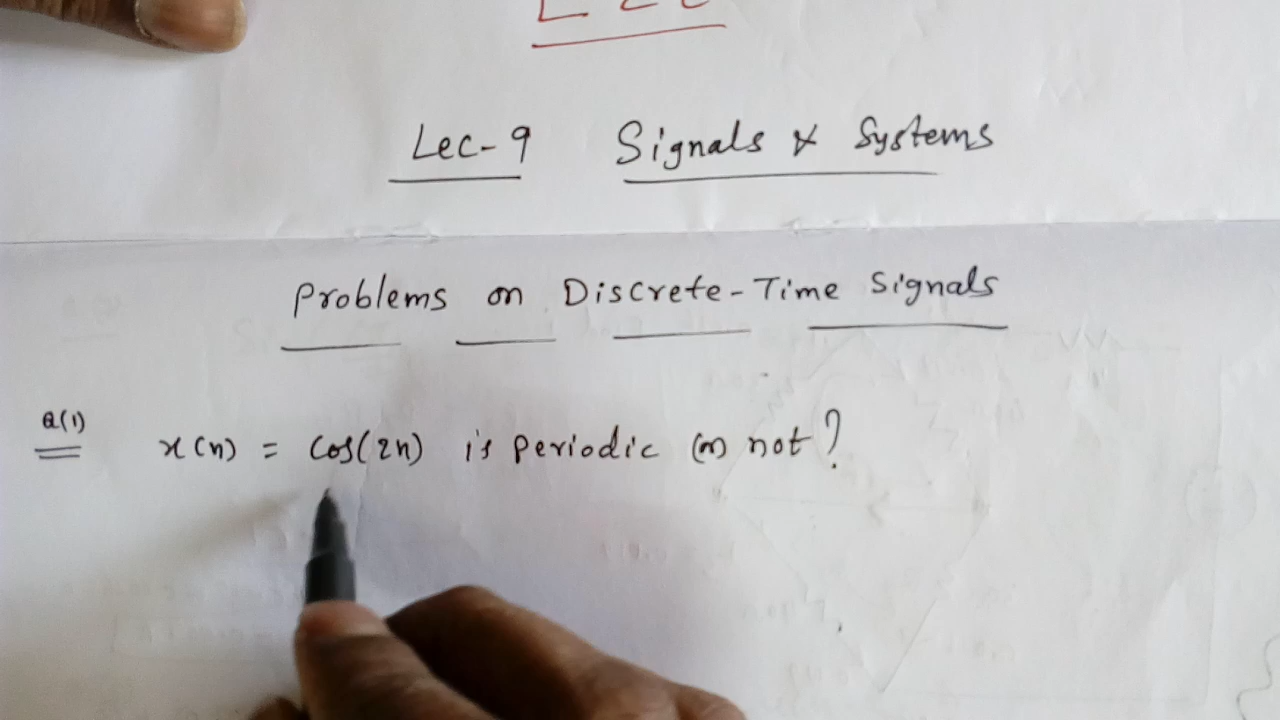 Lec-9 Signals & Systems
Problems on Discrete-Time Signals
Q(1) x(n) = Cos(2n) is periodic (or) not?